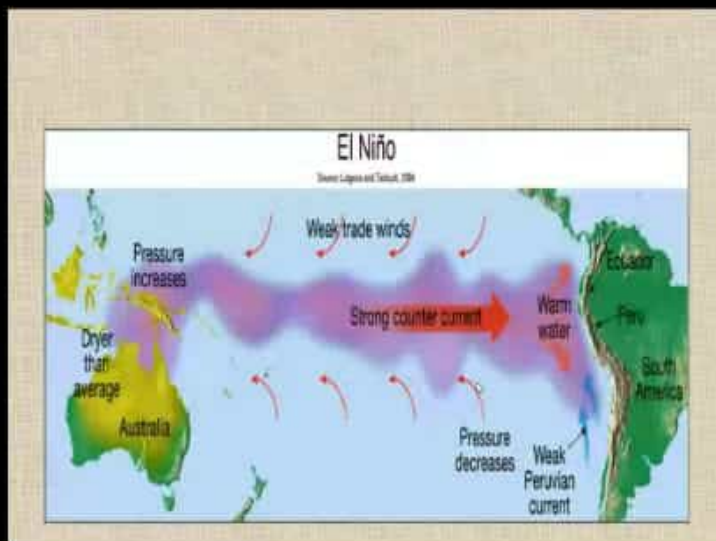 El Niño
Weak trade winds
Pressure
increases
Ecuador
Strong counter current
Warm
water
Peru
Dryer
than
average
South
America
Australia
Pressure
decreases
Weak
Peruvian
current